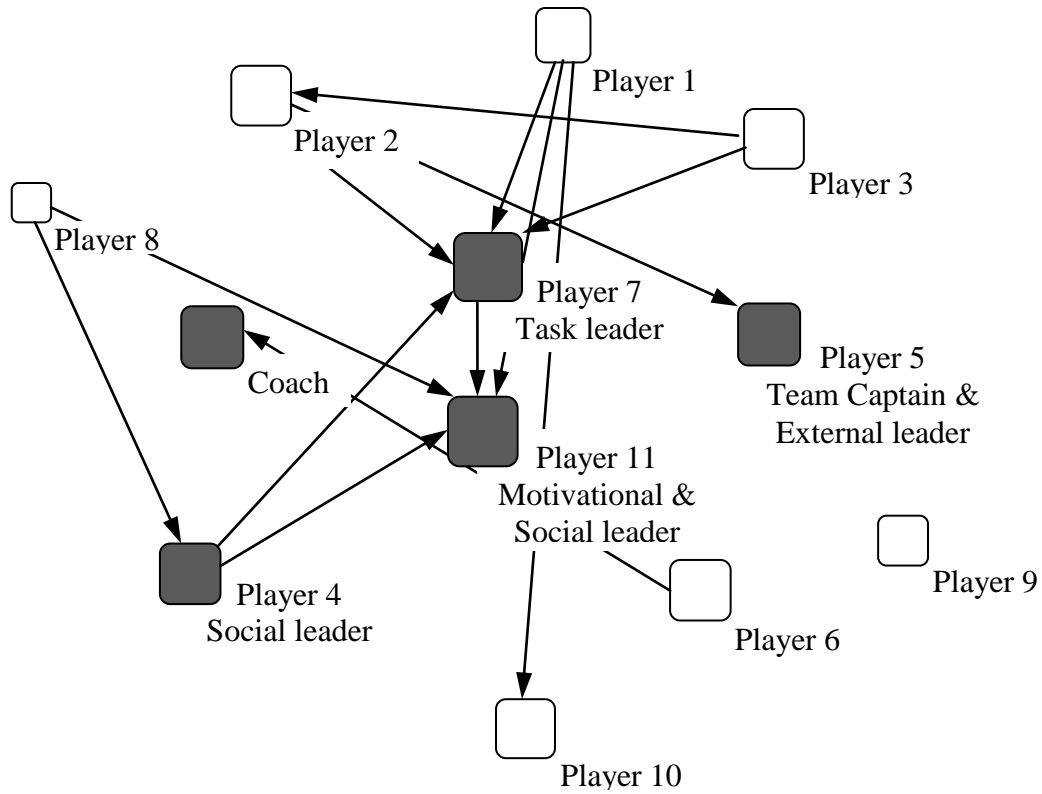 Player 1
Player 2
Player 3
Player 8
Player 7
Task leader
Coach
Player 5
Team Captain &
External leader
Player 11
Motivational &
Social leader
Player 9
Player 4
Social leader
Player 6
Player 10